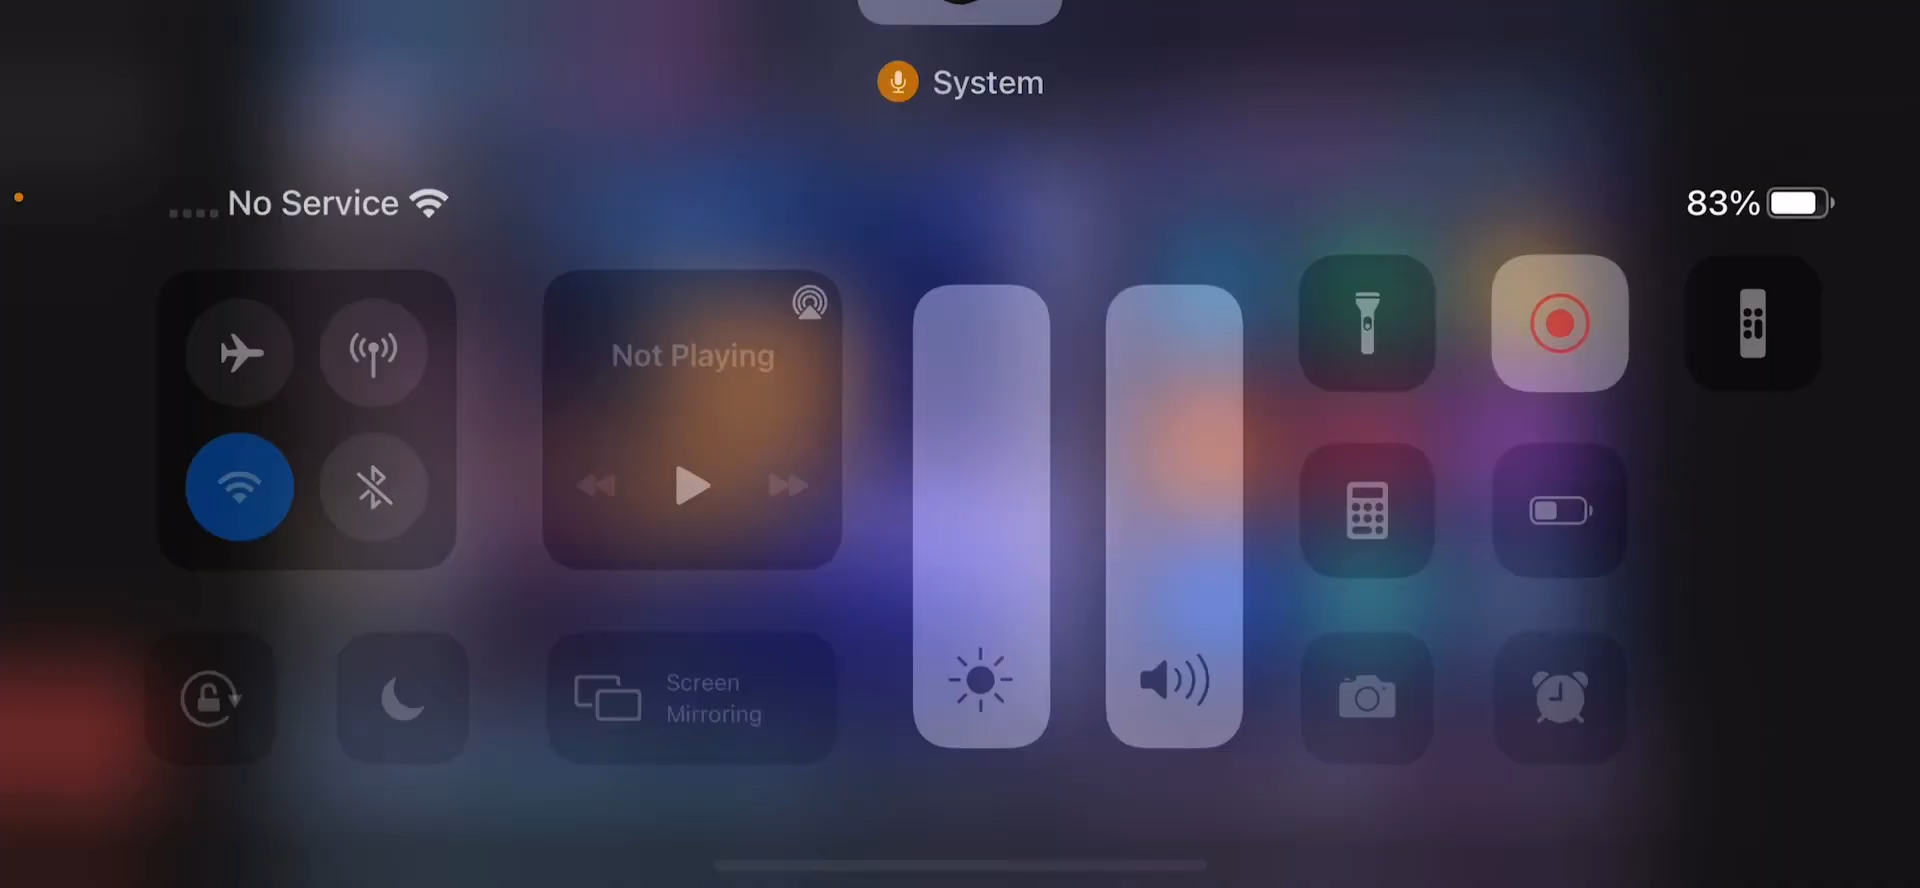 System
No Service
83%
Not Playing
Screen
Mirroring